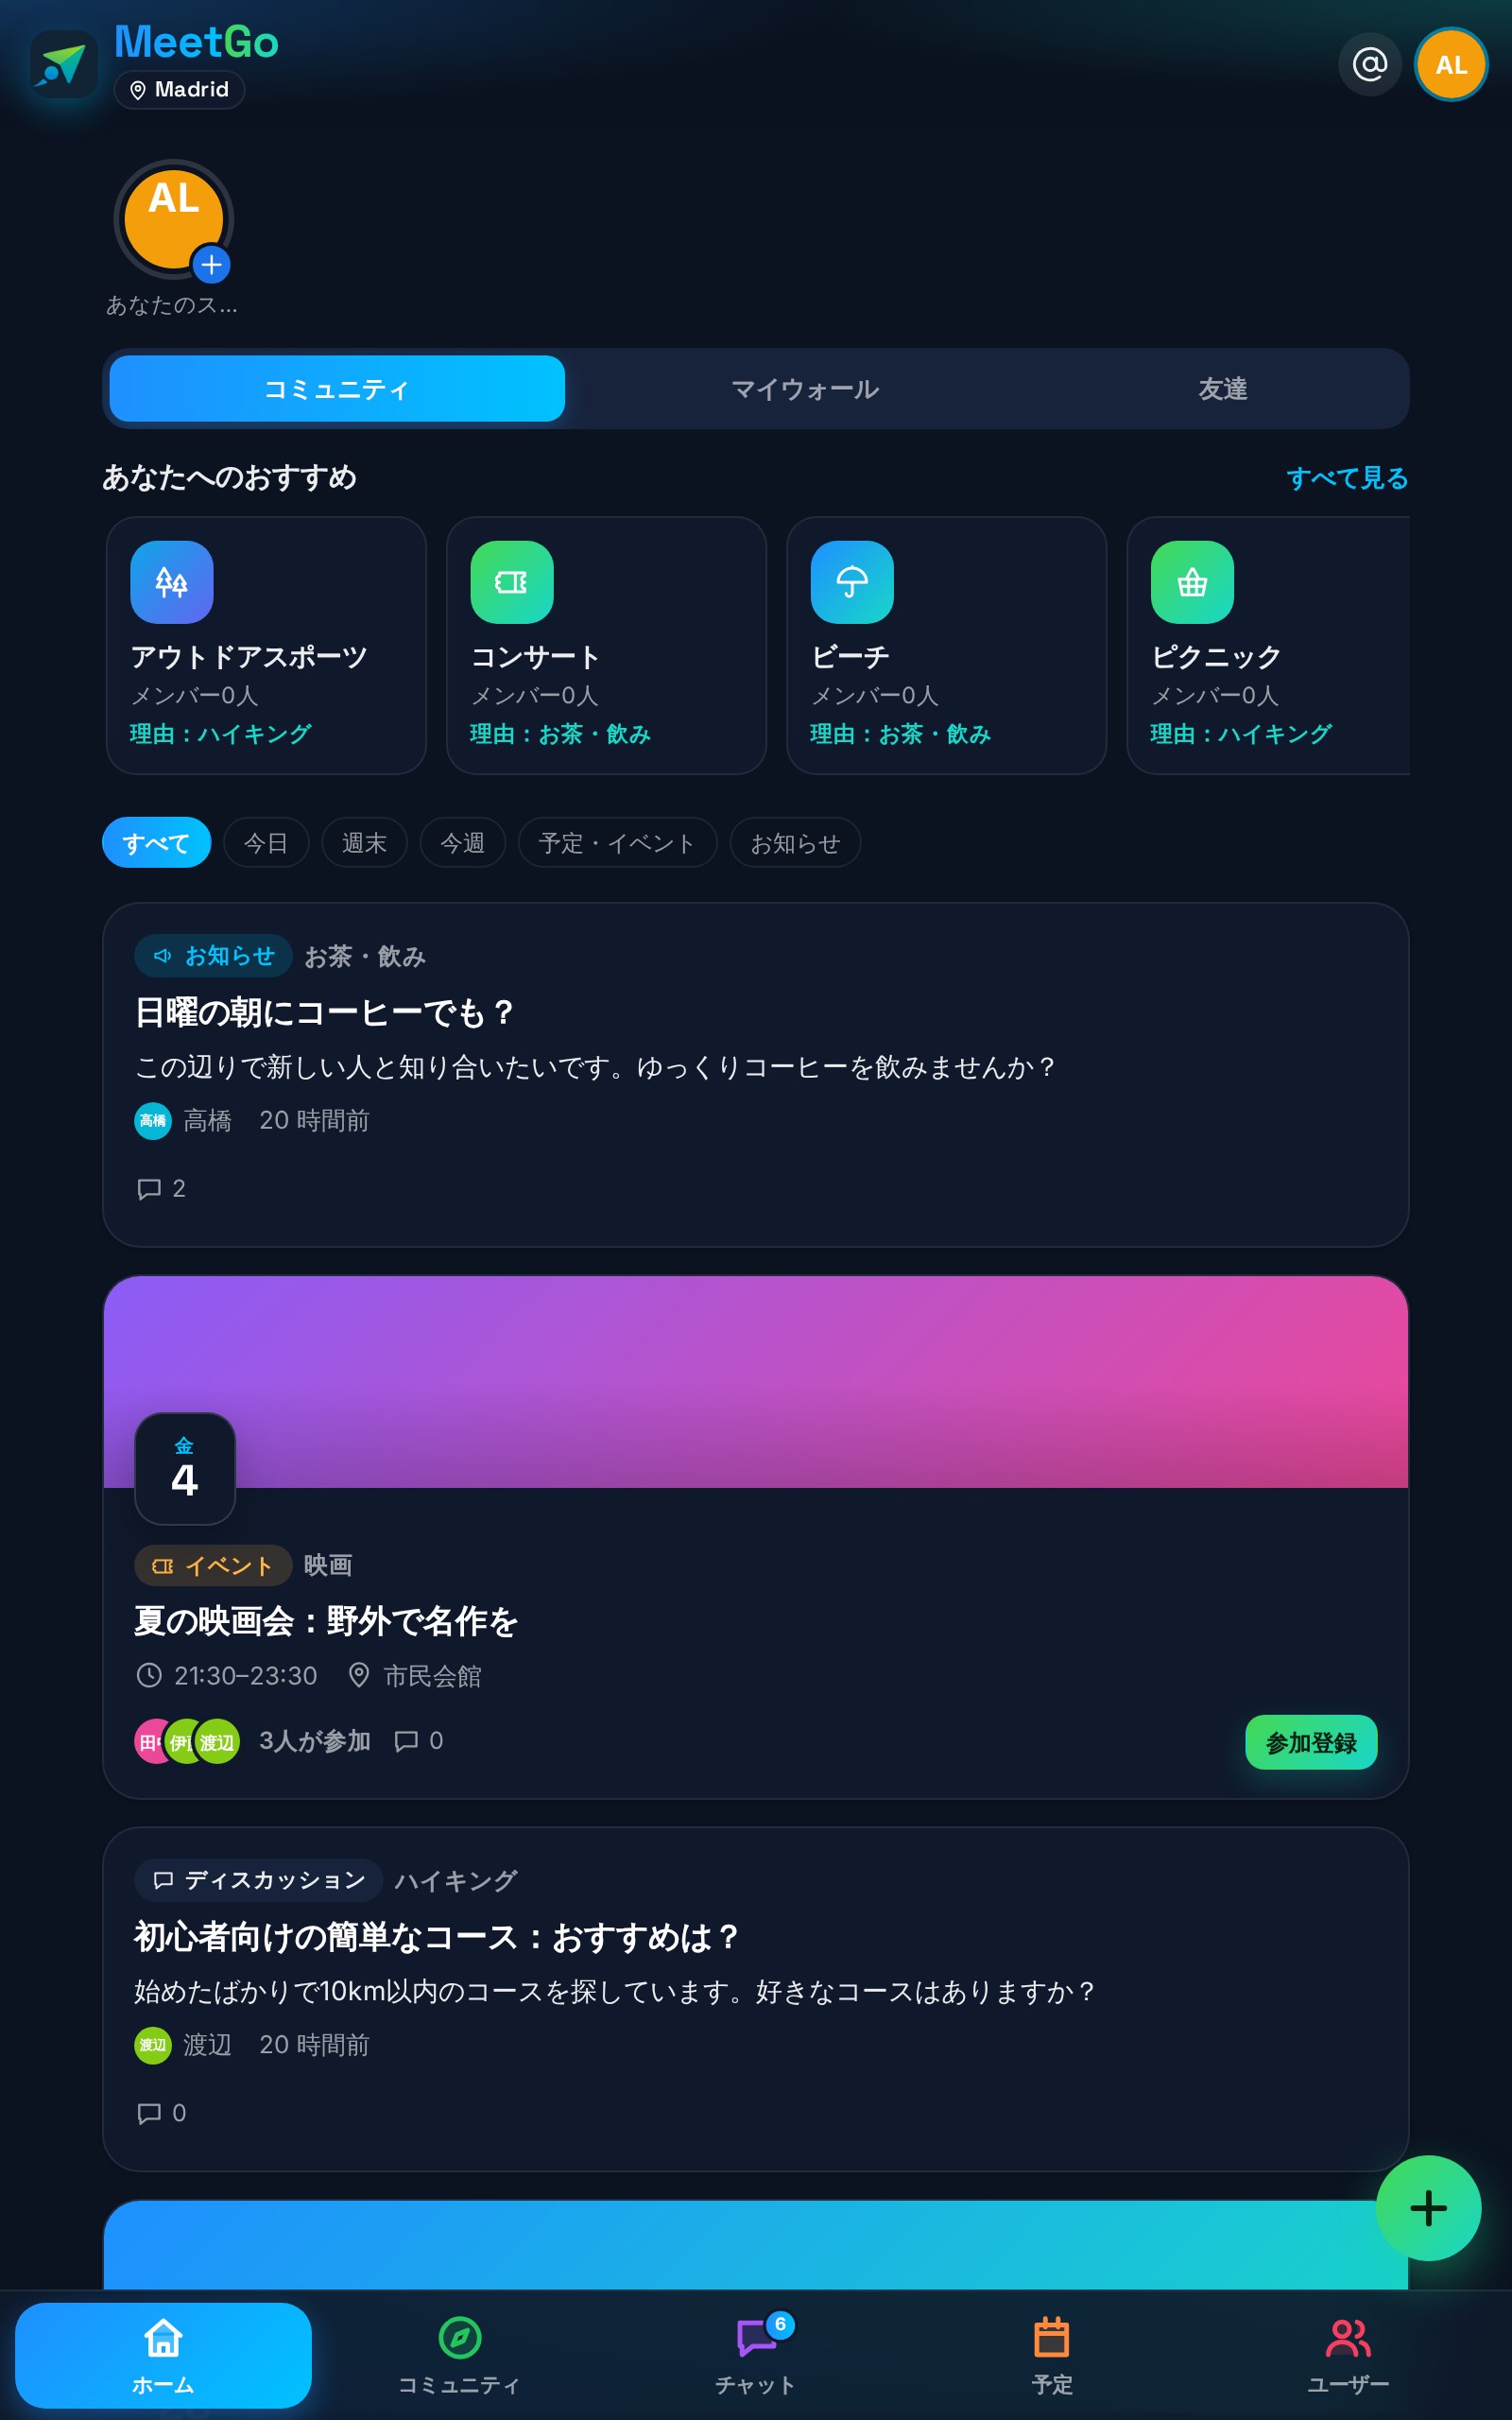 MeetGo
Madrid
AL
AL
あなたのス...
コミュニティ
マイウォール
友達
あなたへのおすすめ
すべて見る
アウトドアスポーツ
メンバー0人
理由：ハイキング
コンサート
メンバー0人
理由：お茶・飲み
ビーチ
メンバー0人
理由：お茶・飲み
ピクニック
メンバー0人
理由：ハイキング
すべて
今日
週末
今週
予定・イベント
お知らせ
お知らせ お茶・飲み
日曜の朝にコーヒーでも？
この辺りで新しい人と知り合いたいです。ゆっくりコーヒーを飲みませんか？
高橋 高橋 20 時間前
2
金
4
イベント 映画
夏の映画会：野外で名作を
21:30–23:30 市民会館
渡辺 3人が参加 0
参加登録
ディスカッション ハイキング
初心者向けの簡単なコース：おすすめは？
始めたばかりで10km以内のコースを探しています。好きなコースはありますか？
渡辺 渡辺 20 時間前
0
ホーム
コミュニティ
6
チャット
予定
ユーザー